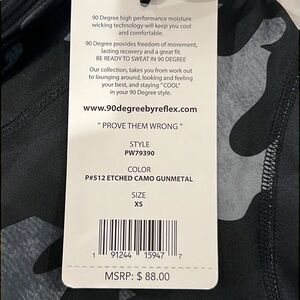 90 Degree high performance moisture
wicking technology will keep you cool
and comfortable.
90 Degree provides freedom of movement,
lasting recovery and a great fit.
BE READY TO SWEAT IN 90 DEGREE
Our collection, takes you from work out
to lounging around, looking and feeling
your best, and staying "COOL"
in your 90 Degree style.
www.90degreebyreflex.com
" PROVE THEM WRONG "
STYLE
PW79390
COLOR
P#512 ETCHED CAMO GUNMETAL
SIZE
XS
1 91244 15947 7
MSRP: $ 88.00